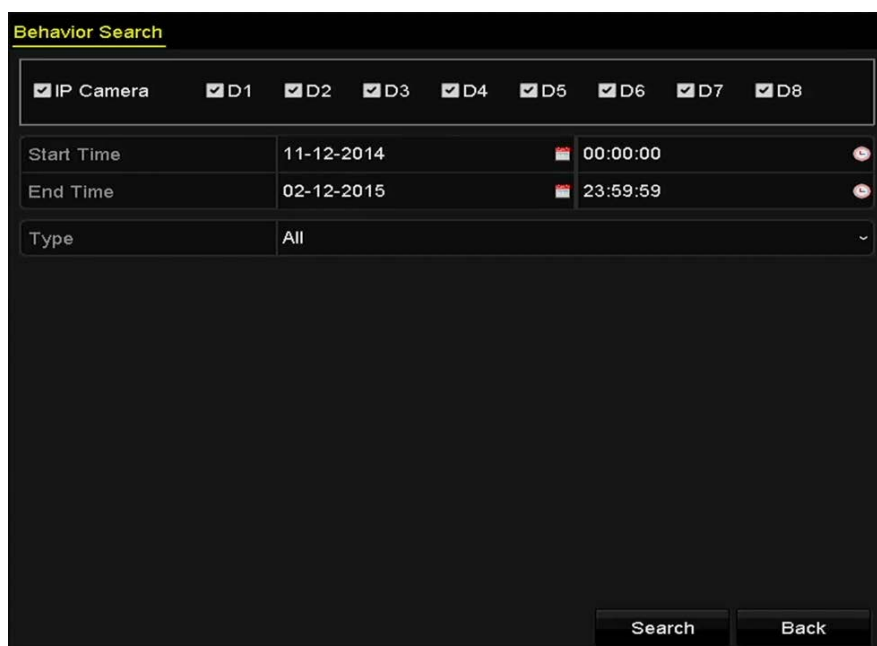 Behavior Search
IP Camera D1 D2 D3 D4 D5 D6 D7 D8
Start Time 11-12-2014 00:00:00
End Time 02-12-2015 23:59:59
Type All
Search Back